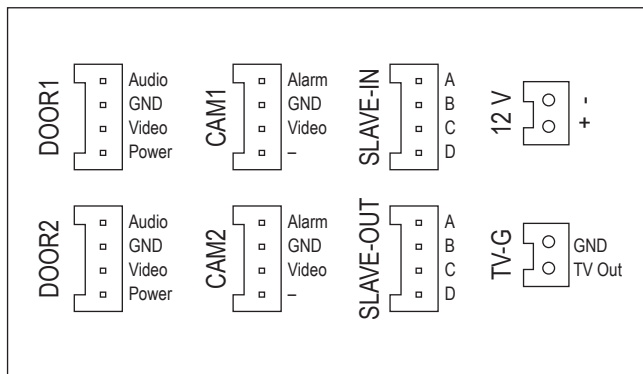 DOOR1
Audio
GND
Video
Power
CAM1
Alarm
GND
Video
–
SLAVE-IN
A
B
C
D
12 V
-
+
DOOR2
Audio
GND
Video
Power
CAM2
Alarm
GND
Video
–
SLAVE-OUT
A
B
C
D
TV-G
GND
TV Out